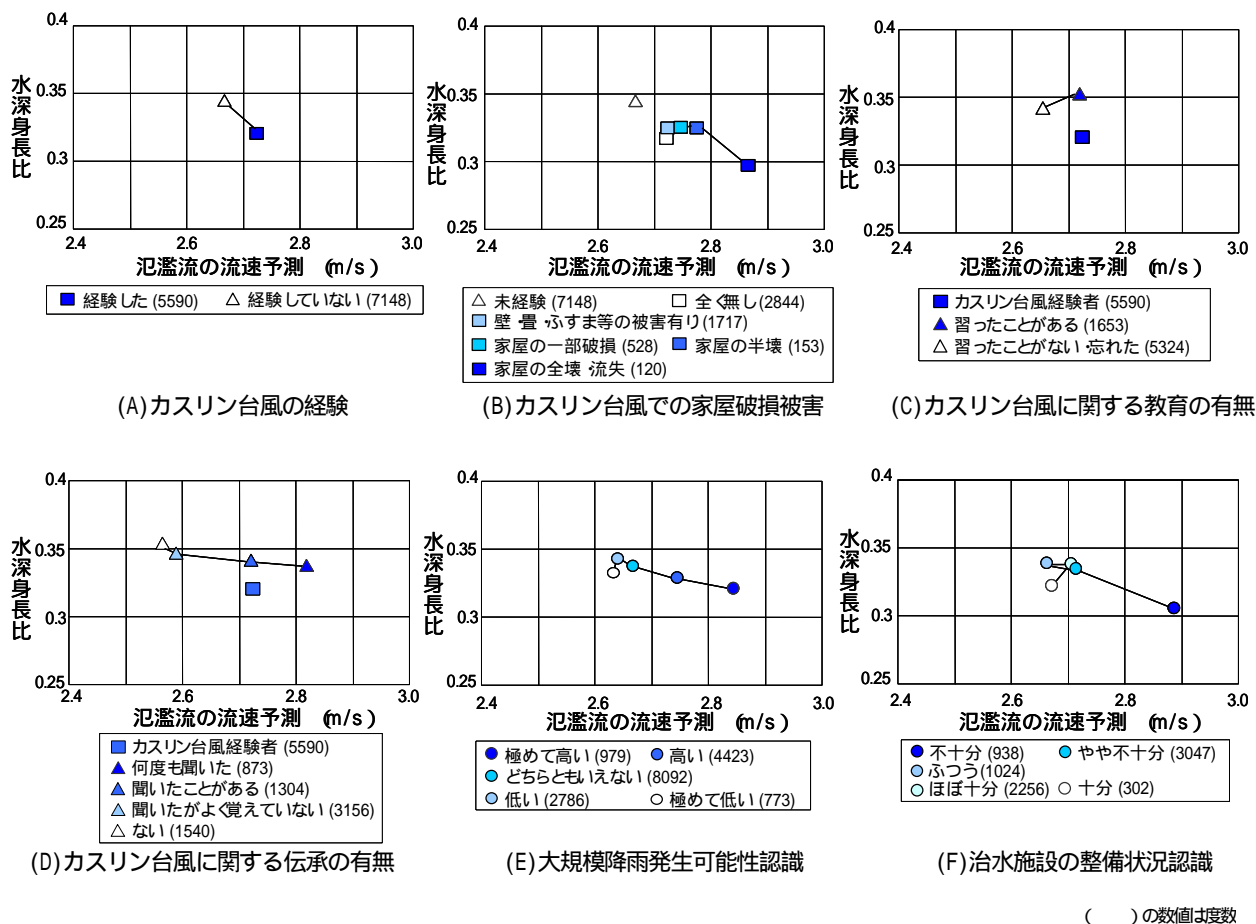 0.4
0.35
0.3
0.25
水深身長比
2.4 2.6 2.8 3.0
氾濫流の流速予測 (m/s)
■ 経験した (5590) △ 経験していない (7148)
(A)カスリン台風の経験
0.4
0.35
0.3
0.25
水深身長比
2.4 2.6 2.8 3.0
氾濫流の流速予測 (m/s)
△ 未経験 (7148) □ 全く無し(2844)
■ 壁・畳・ふすま等の被害有り(1717)
■ 家屋の一部破損 (528) ■ 家屋の半壊 (153)
■ 家屋の全壊・流失 (120)
(B)カスリン台風での家屋破損被害
0.4
0.35
0.3
0.25
水深身長比
2.4 2.6 2.8 3.0
氾濫流の流速予測 (m/s)
■ カスリン台風経験者 (5590)
▲ 習ったことがある (1653)
△ 習ったことがない・忘れた (5324)
(C)カスリン台風に関する教育の有無
0.4
0.35
0.3
0.25
水深身長比
2.4 2.6 2.8 3.0
氾濫流の流速予測 (m/s)
■ カスリン台風経験者 (5590)
▲ 何度も聞いた (873)
▲ 聞いたことがある (1304)
▲ 聞いたがよく覚えていない (3156)
△ ない (1540)
(D)カスリン台風に関する伝承の有無
0.4
0.35
0.3
0.25
水深身長比
2.4 2.6 2.8 3.0
氾濫流の流速予測 (m/s)
● 極めて高い (979) ● 高い (4423)
● どちらともいえない (8092)
● 低い (2786) ○ 極めて低い (773)
(E)大規模降雨発生可能性認識
0.4
0.35
0.3
0.25
水深身長比
2.4 2.6 2.8 3.0
氾濫流の流速予測 (m/s)
● 不十分 (938) ● やや不十分 (3047)
● ふつう (1024)
○ ほぼ十分 (2256) ○ 十分 (302)
(F)治水施設の整備状況認識
( )の数値は度数